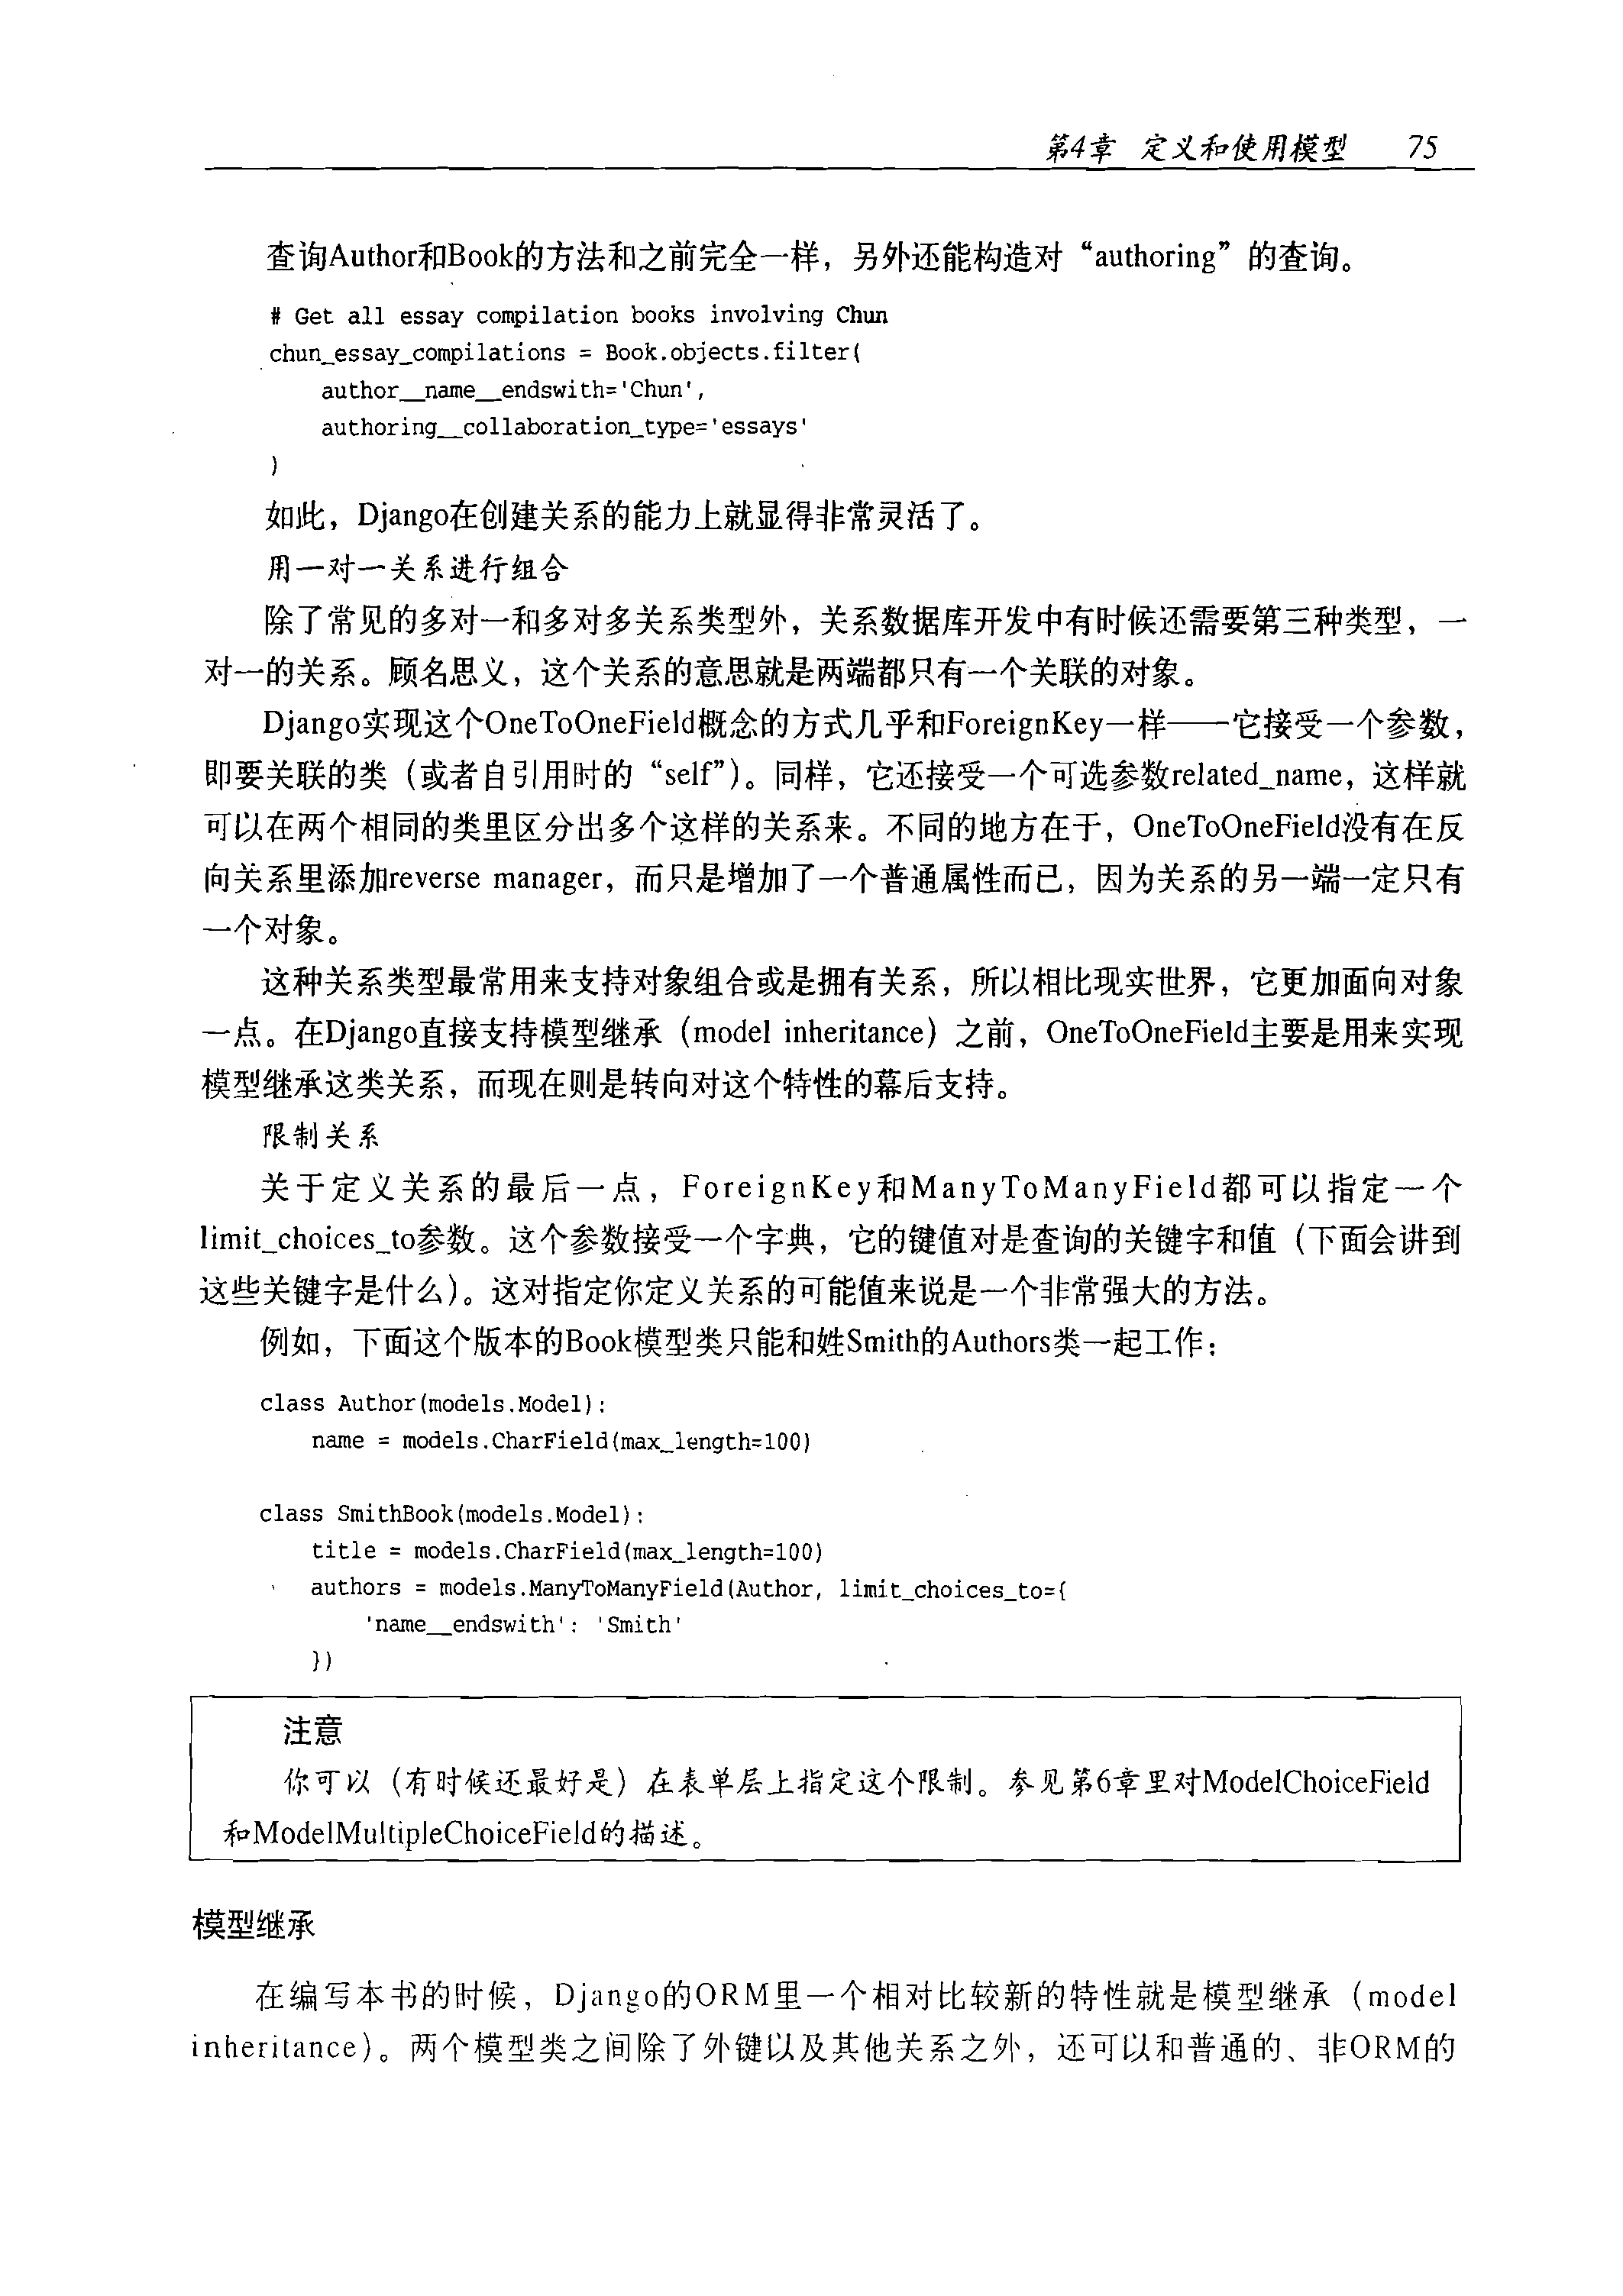 第4章 定义和使用模型 75
查询Author和Book的方法和之前完全一样，另外还能构造对“authoring”的查询。
# Get all essay compilation books involving Chun
chun_essay_compilations = Book.objects.filter(
    author__name__endswith='Chun',
    authoring__collaboration_type='essays'
)
如此，Django在创建关系的能力上就显得非常灵活了。
用一对一关系进行组合
除了常见的多对一和多对多关系类型外，关系数据库开发中有时候还需要第三种类型，一
对一的关系。顾名思义，这个关系的意思就是两端都只有一个关联的对象。
Django实现这个OneToOneField概念的方式几乎和ForeignKey一样——它接受一个参数，
即要关联的类（或者自引用时的“self”）。同样，它还接受一个可选参数related_name，这样就
可以在两个相同的类里区分出多个这样的关系来。不同的地方在于，OneToOneField没有在反
向关系里添加reverse manager，而只是增加了一个普通属性而已，因为关系的另一端一定只有
一个对象。
这种关系类型最常用来支持对象组合或是拥有关系，所以相比现实世界，它更加面向对象
一点。在Django直接支持模型继承（model inheritance）之前，OneToOneField主要是用来实现
模型继承这类关系，而现在则是转向对这个特性的幕后支持。
限制关系
关于定义关系的最后一点，ForeignKey和ManyToManyField都可以指定一个
limit_choices_to参数。这个参数接受一个字典，它的键值对是查询的关键字和值（下面会讲到
这些关键字是什么）。这对指定你定义关系的可能值来说是一个非常强大的方法。
例如，下面这个版本的Book模型类只能和姓Smith的Authors类一起工作：
class Author(models.Model):
    name = models.CharField(max_length=100)
class SmithBook(models.Model):
    title = models.CharField(max_length=100)
    authors = models.ManyToManyField(Author, limit_choices_to={
        'name__endswith': 'Smith'
    })
注意
你可以（有时候还最好是）在表单层上指定这个限制。参见第6章里对ModelChoiceField
和ModelMultipleChoiceField的描述。
模型继承
在编写本书的时候，Django的ORM里一个相对比较新的特性就是模型继承（model
inheritance）。两个模型类之间除了外键以及其他关系之外，还可以和普通的、非ORM的